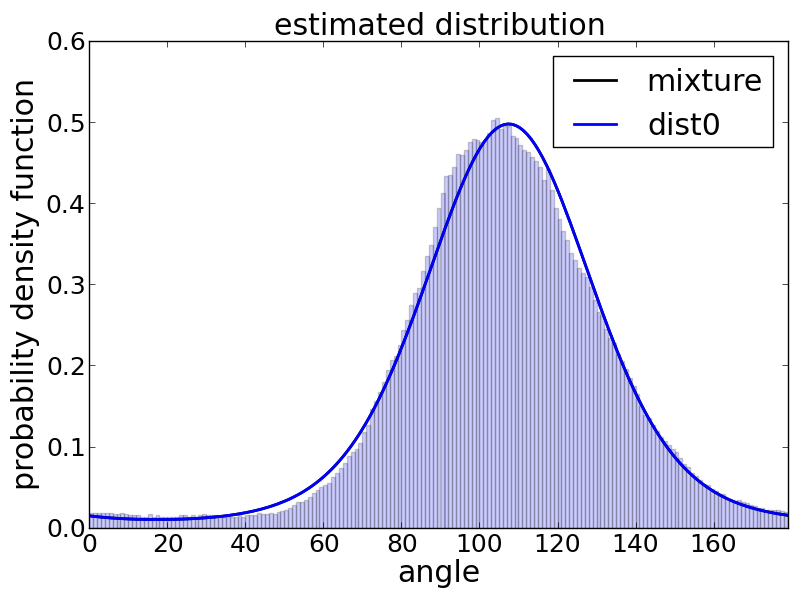 estimated distribution
probability density function
0.6
0.5
0.4
0.3
0.2
0.1
0.0
mixture
dist0
0 20 40 60 80 100 120 140 160
angle